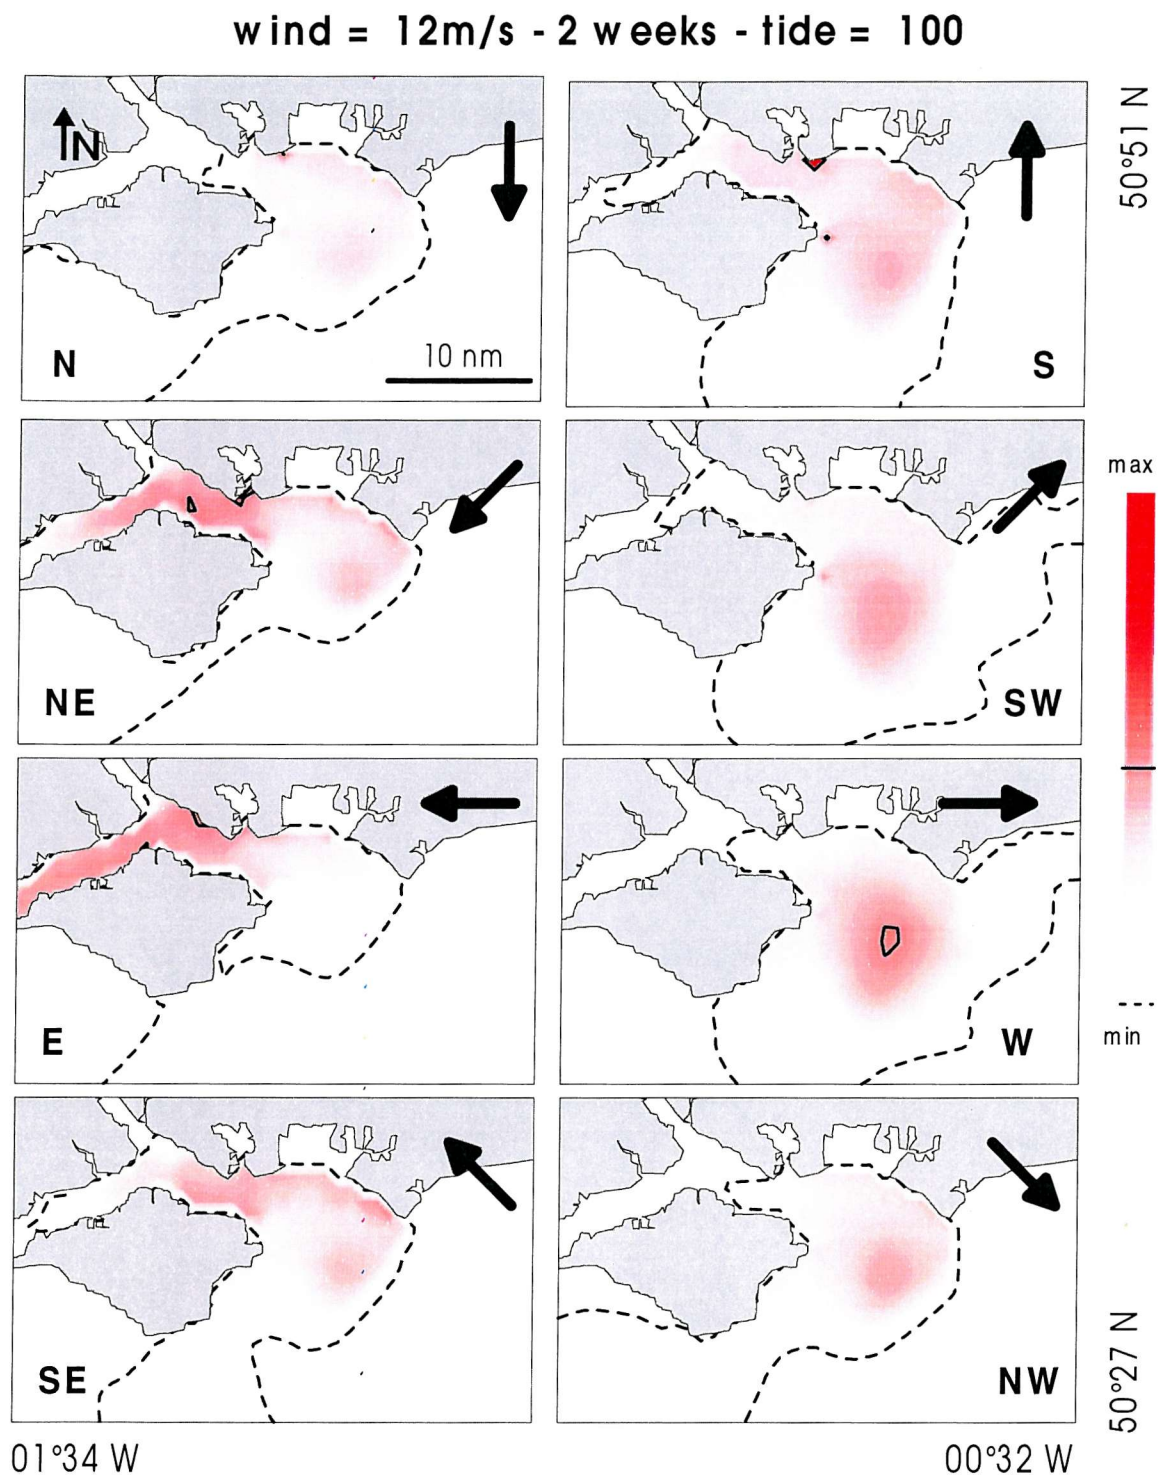 wind = 12m/s - 2 weeks - tide = 100
N
50°51 N
N
10 nm
S
max
NE
SW
E
W
min
SE
NW
50°27 N
01°34 W
00°32 W